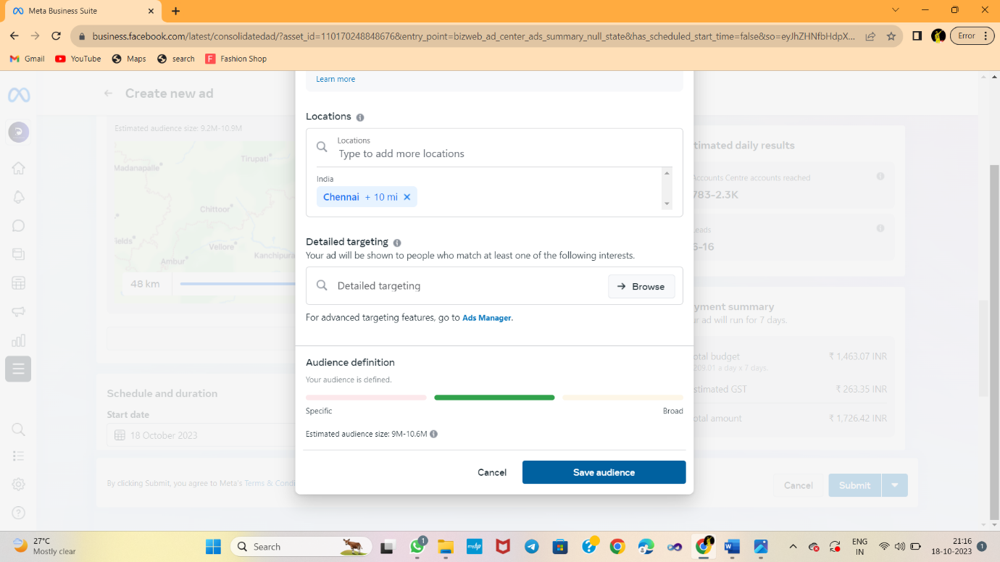 Meta Business Suite
business.facebook.com/latest/consolidatedad/?asset_id=110170248848676&entry_point=bizweb_ad_center_ads_summary_null_state&has_scheduled_start_time=false&so=eyJhZHNfbHdpX...
Error
Gmail
YouTube
Maps
search
Fashion Shop
Learn more
Create new ad
Estimated audience size: 9.2M-10.9M
Locations
Locations
Type to add more locations
India
Chennai + 10 mi
Madanapalle
Tirupati
Chittoor
Vellore
Ambur
Kanchipura
48 km
timated daily results
Accounts Centre accounts reached
783-2.3K
eads
6-16
Detailed targeting
Your ad will be shown to people who match at least one of the following interests.
Detailed targeting
Browse
For advanced targeting features, go to Ads Manager.
yment summary
ur ad will run for 7 days.
otal budget ₹ 1,463.07 INR
209.01 a day x 7 days.
stimated GST ₹ 263.35 INR
otal amount ₹ 1,726.42 INR
Audience definition
Your audience is defined.
Specific
Broad
Estimated audience size: 9M-10.6M
Schedule and duration
Start date
18 October 2023
Cancel
Save audience
By clicking Submit, you agree to Meta's Terms & Condi
Cancel
Submit
27°C
Mostly clear
Search
ENG
IN
21:16
18-10-2023
1